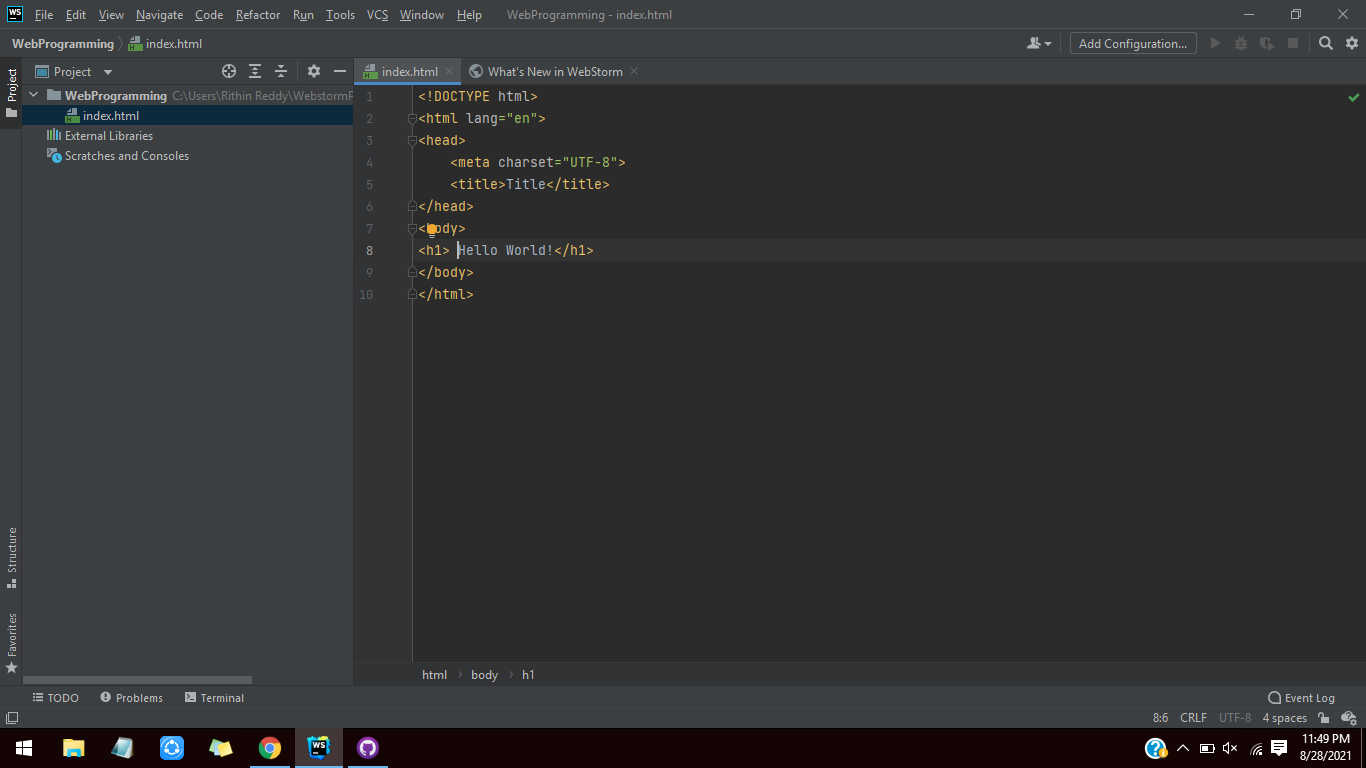 WS File Edit View Navigate Code Refactor Run Tools VCS Window Help WebProgramming - index.html
WebProgramming index.html Add Configuration...
Project
Project
index.html
What's New in WebStorm
WebProgramming C:\Users\Rithin Reddy\WebstormP
index.html
External Libraries
Scratches and Consoles
1 <!DOCTYPE html>
2 <html lang="en">
3 <head>
4 <meta charset="UTF-8">
5 <title>Title</title>
6 </head>
7 <body>
8 <h1> Hello World!</h1>
9 </body>
10 </html>
Structure
Favorites
html body h1
TODO Problems Terminal Event Log
8:6 CRLF UTF-8 4 spaces
WS
11:49 PM
8/28/2021